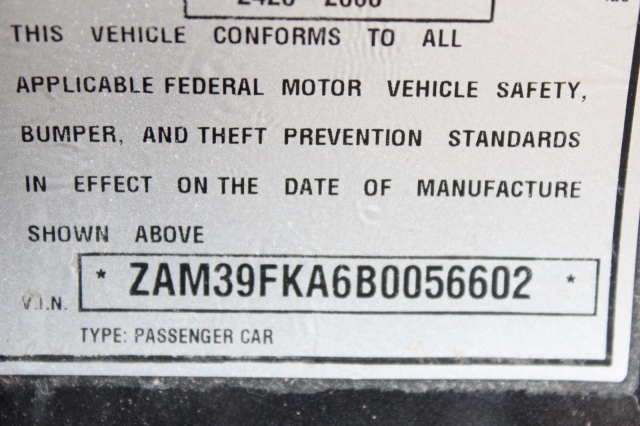 THIS VEHICLE CONFORMS TO ALL
APPLICABLE FEDERAL MOTOR VEHICLE SAFETY,
BUMPER, AND THEFT PREVENTION STANDARDS
IN EFFECT ON THE DATE OF MANUFACTURE
SHOWN ABOVE
V.I.N. * ZAM39FKA6B0056602 *
TYPE: PASSENGER CAR